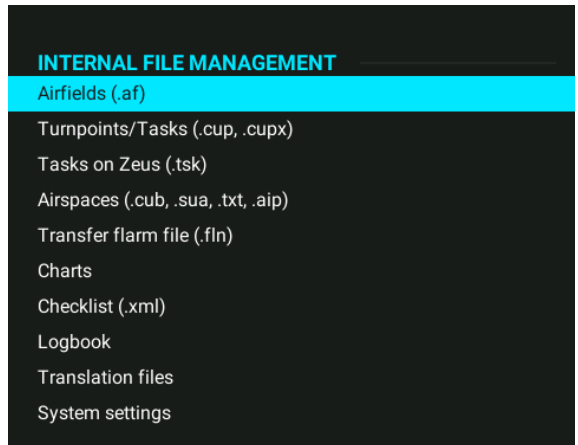 INTERNAL FILE MANAGEMENT
Airfields (.af)
Turnpoints/Tasks (.cup, .cupx)
Tasks on Zeus (.tsk)
Airspaces (.cub, .sua, .txt, .aip)
Transfer flarm file (.fln)
Charts
Checklist (.xml)
Logbook
Translation files
System settings